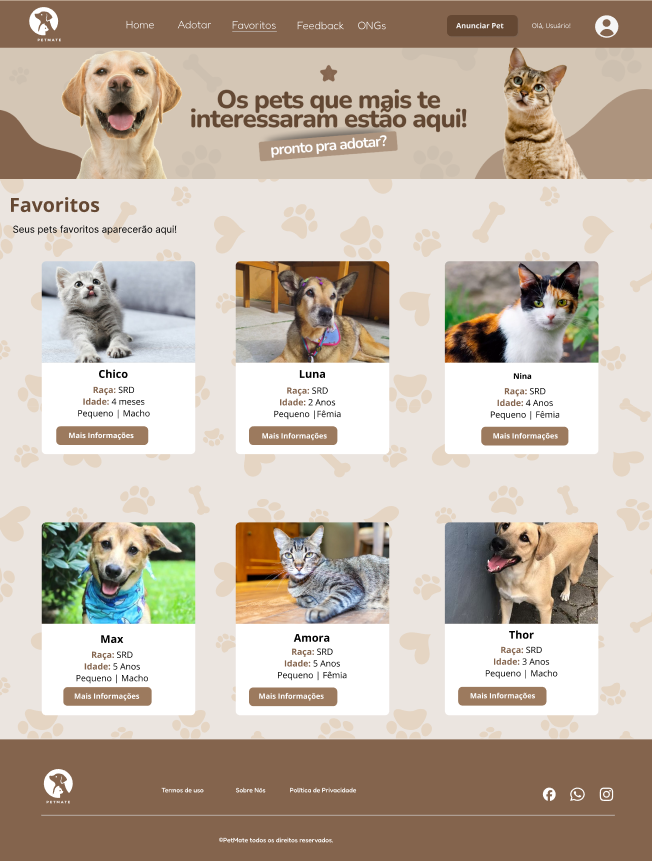 PETMATE
Home Adotar Favoritos Feedback ONGs Anunciar Pet Olá, Usuário!
Os pets que mais te
interessaram estão aqui!
pronto pra adotar?
Favoritos
Seus pets favoritos aparecerão aqui!
Chico
Raça: SRD
Idade: 4 meses
Pequeno | Macho
Mais Informações
Luna
Raça: SRD
Idade: 2 Anos
Pequeno |Fêmia
Mais Informações
Nina
Raça: SRD
Idade: 4 Anos
Pequeno | Fêmia
Mais Informações
Max
Raça: SRD
Idade: 5 Anos
Pequeno | Macho
Mais Informações
Amora
Raça: SRD
Idade: 5 Anos
Pequeno | Fêmia
Mais Informações
Thor
Raça: SRD
Idade: 3 Anos
Pequeno | Macho
Mais Informações
PETMATE
Termos de uso Sobre Nós Política de Privacidade
©PetMate todos os direitos reservados.